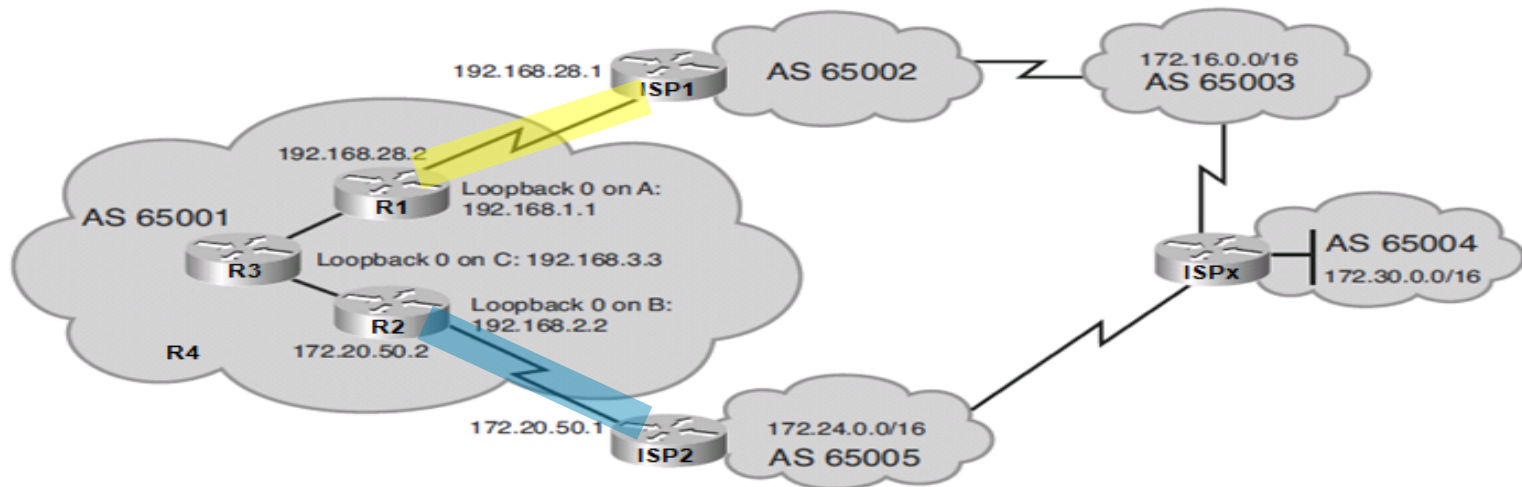 192.168.28.1
ISP1
AS 65002
172.16.0.0/16
AS 65003
192.168.28.2
R1
Loopback 0 on A:
192.168.1.1
AS 65001
R3
Loopback 0 on C: 192.168.3.3
R2
Loopback 0 on B:
192.168.2.2
R4
172.20.50.2
ISPx
AS 65004
172.30.0.0/16
172.20.50.1
ISP2
172.24.0.0/16
AS 65005